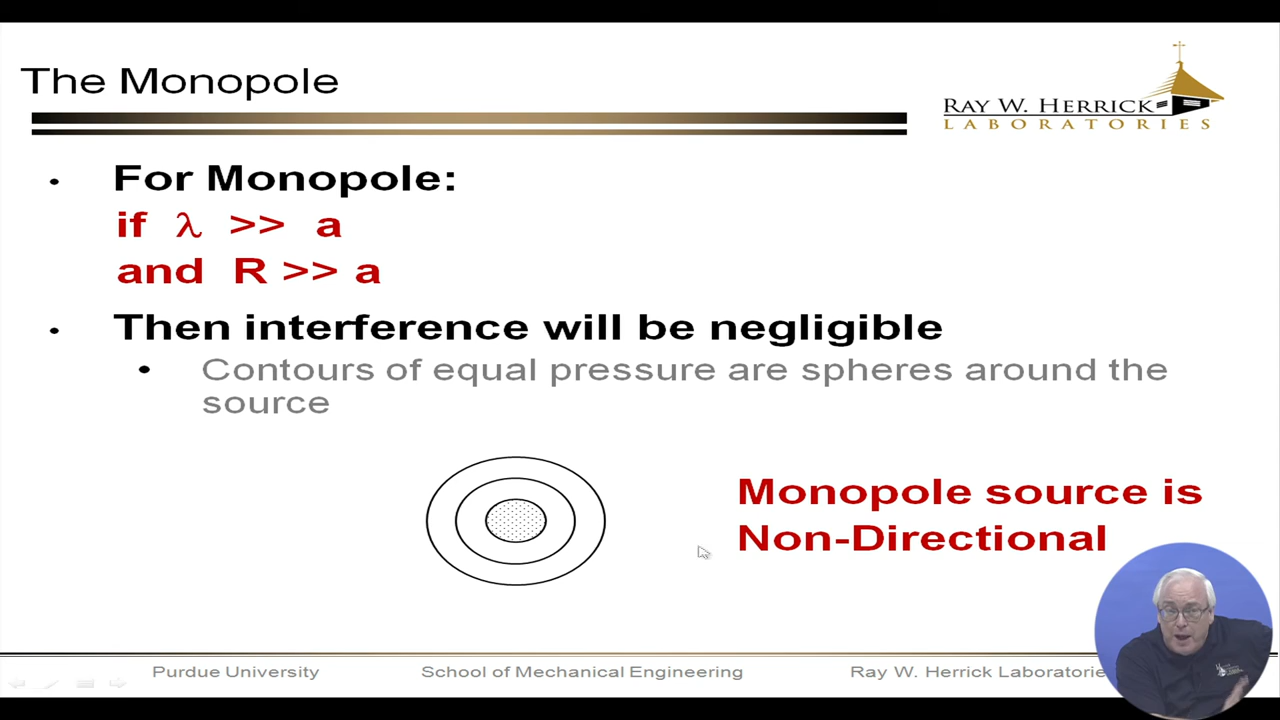 The Monopole
RAY W. HERRICK
LABORATORIES
• For Monopole:
if λ >> a
and R >> a
• Then interference will be negligible
• Contours of equal pressure are spheres around the
source
Monopole source is
Non-Directional
Purdue University School of Mechanical Engineering Ray W. Herrick Laboratories